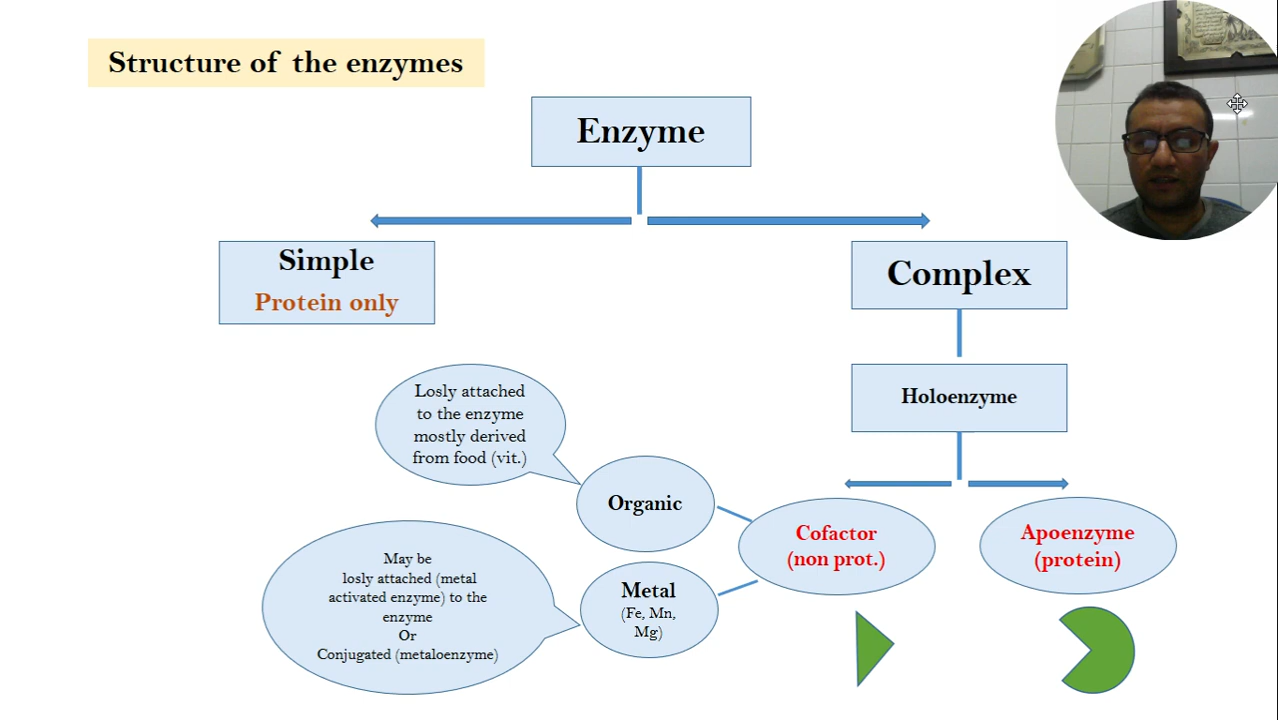 Structure of the enzymes
Enzyme
Simple
Protein only
Complex
Holoenzyme
Losly attached
to the enzyme
mostly derived
from food (vit.)
Organic
Cofactor
(non prot.)
Apoenzyme
(protein)
May be
losly attached (metal
activated enzyme) to the
enzyme
Or
Conjugated (metaloenzyme)
Metal
(Fe, Mn,
Mg)